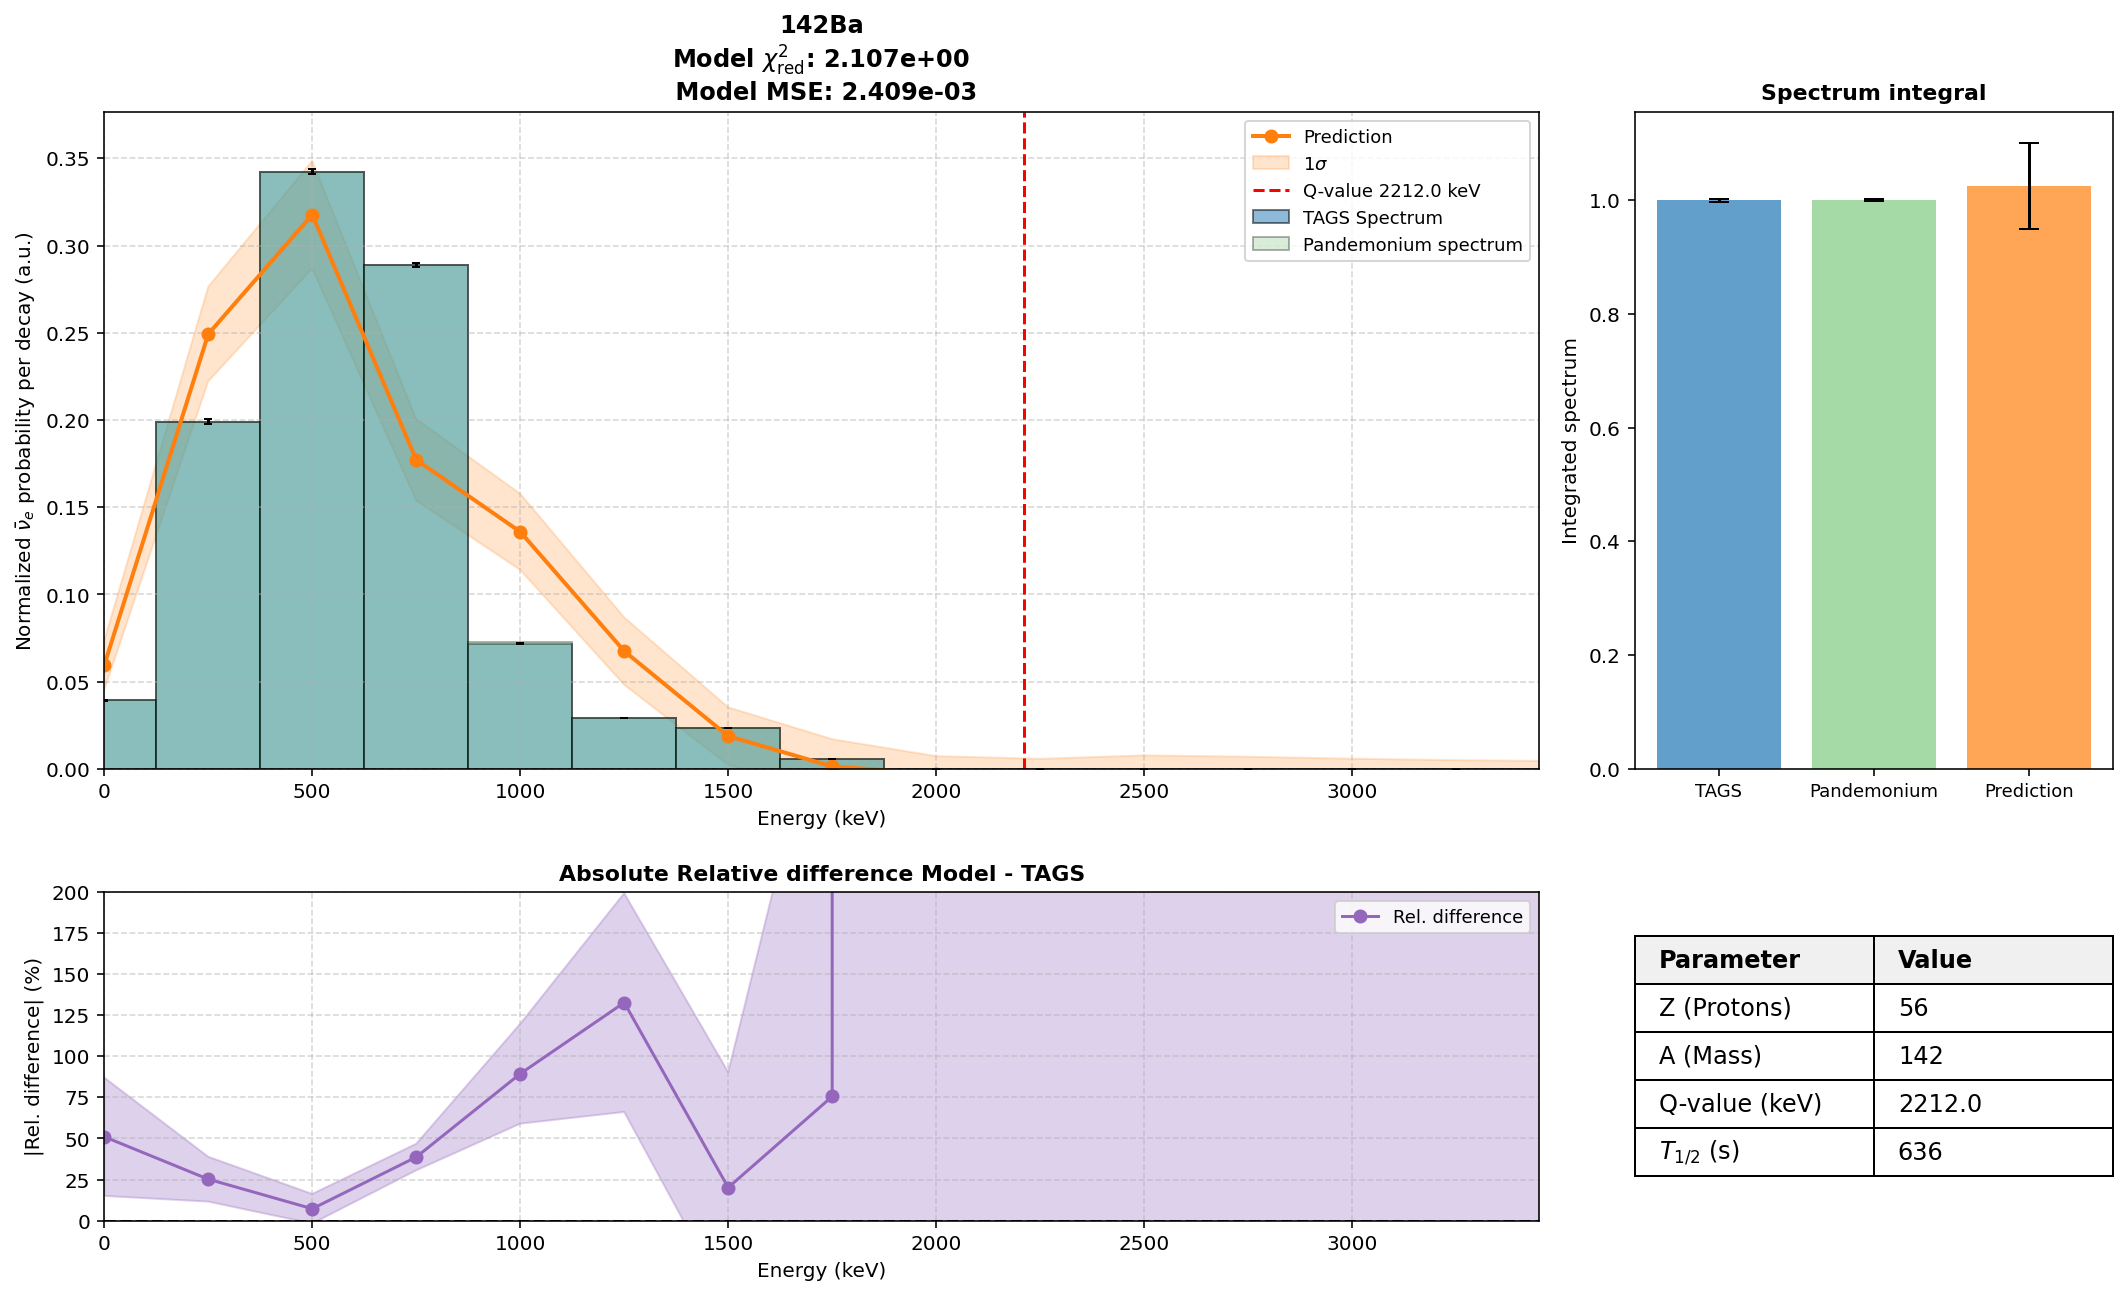 142Ba
Model χ²red: 2.107e+00
Model MSE: 2.409e-03
Normalized ν̄e probability per decay (a.u.)
0.35
0.30
0.25
0.20
0.15
0.10
0.05
0.00
0 500 1000 1500 2000 2500 3000
Energy (keV)
Prediction
1σ
Q-value 2212.0 keV
TAGS Spectrum
Pandemonium spectrum
Spectrum integral
Integrated spectrum
1.0
0.8
0.6
0.4
0.2
0.0
TAGS Pandemonium Prediction
Absolute Relative difference Model - TAGS
|Rel. difference| (%)
200
175
150
125
100
75
50
25
0
0 500 1000 1500 2000 2500 3000
Energy (keV)
Rel. difference
Parameter Value
Z (Protons) 56
A (Mass) 142
Q-value (keV) 2212.0
T1/2 (s) 636